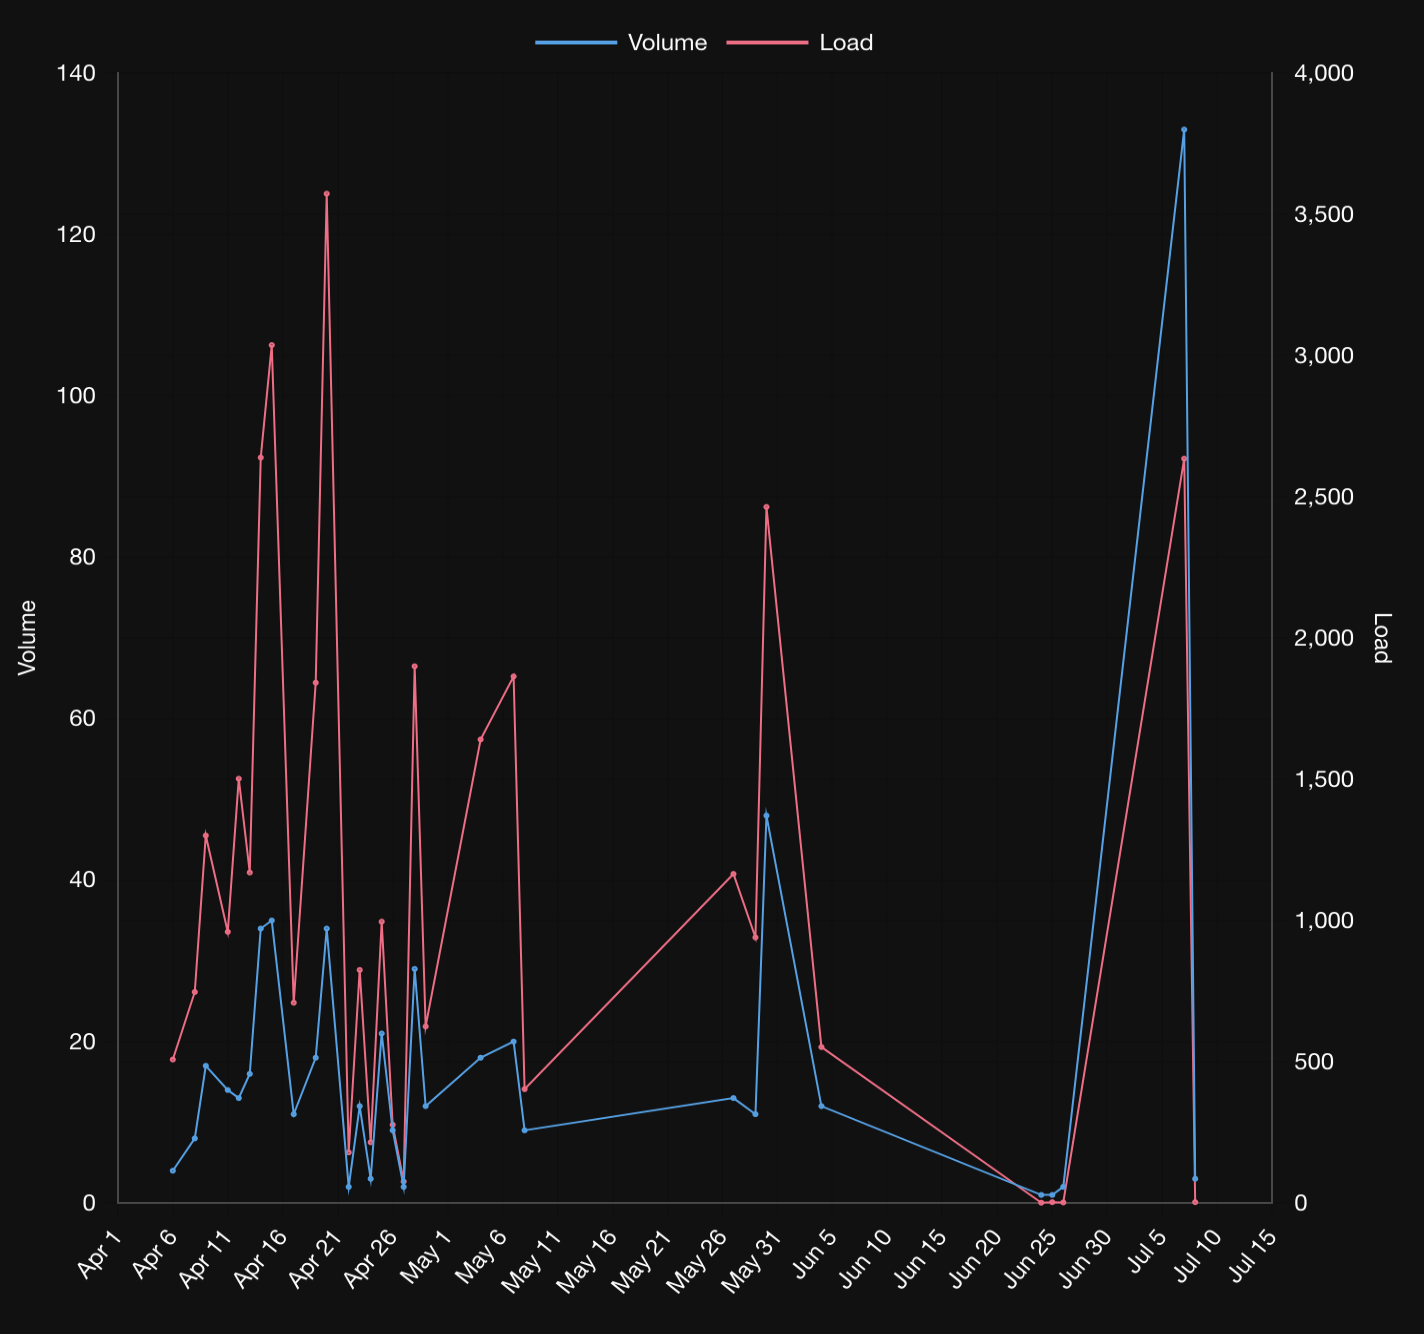 Volume Load
140
120
100
80
60
40
20
0
Volume
4,000
3,500
3,000
2,500
2,000
1,500
1,000
500
0
Load
Apr 1
Apr 6
Apr 11
Apr 16
Apr 21
Apr 26
May 1
May 6
May 11
May 16
May 21
May 26
May 31
Jun 5
Jun 10
Jun 15
Jun 20
Jun 25
Jun 30
Jul 5
Jul 10
Jul 15